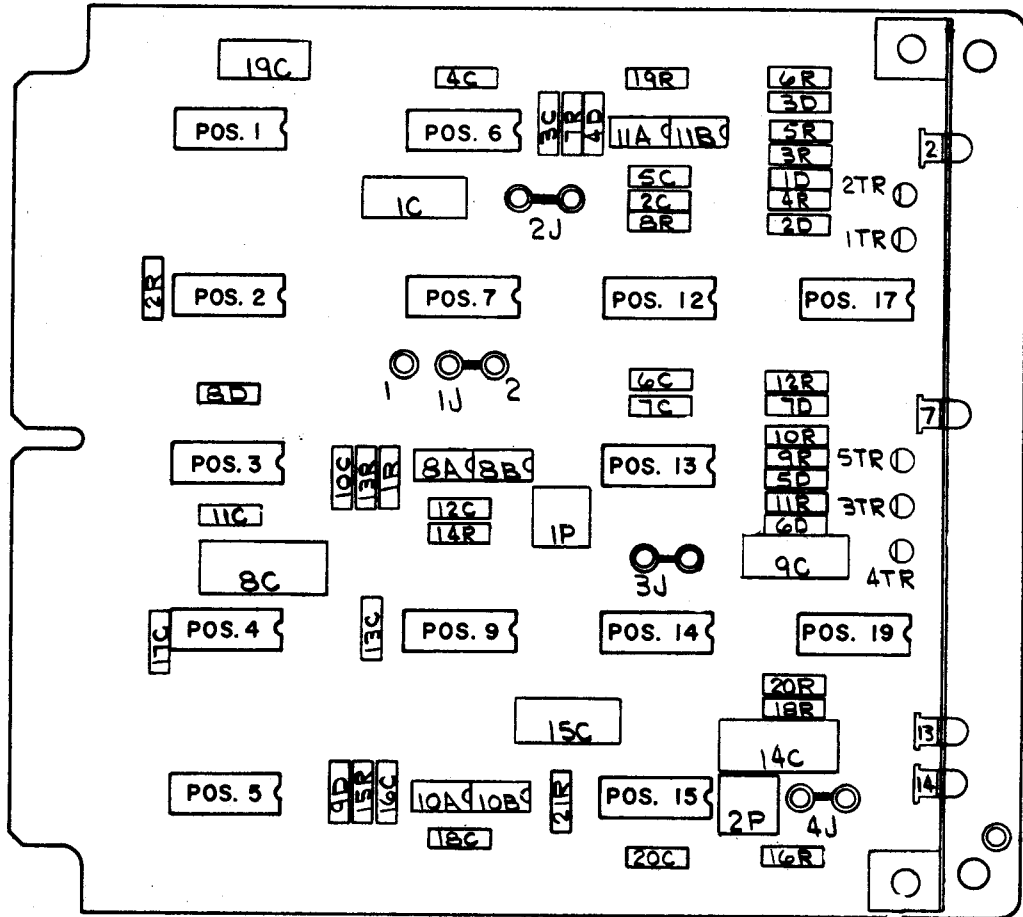 19C
4C
19R
6R
3D
POS. 1
POS. 6
3C
7R
4D
11A
11B
5R
3R
2
1C
2J
5C
2C
8R
1D
4R
2D
2TR
1TR
2R
POS. 2
POS. 7
POS. 12
POS. 17
1
1J
2
8D
6C
7C
12R
7D
7
POS. 3
10C
13R
1R
8A
8B
POS. 13
10R
9R
5D
11R
6D
5TR
3TR
11C
12C
14R
1P
8C
3J
9C
4TR
17C
POS. 4
13C
POS. 9
POS. 14
POS. 19
20R
18R
15C
14C
13
POS. 5
9D
15R
16C
10A
10B
21R
POS. 15
2P
4J
14
18C
20C
16R